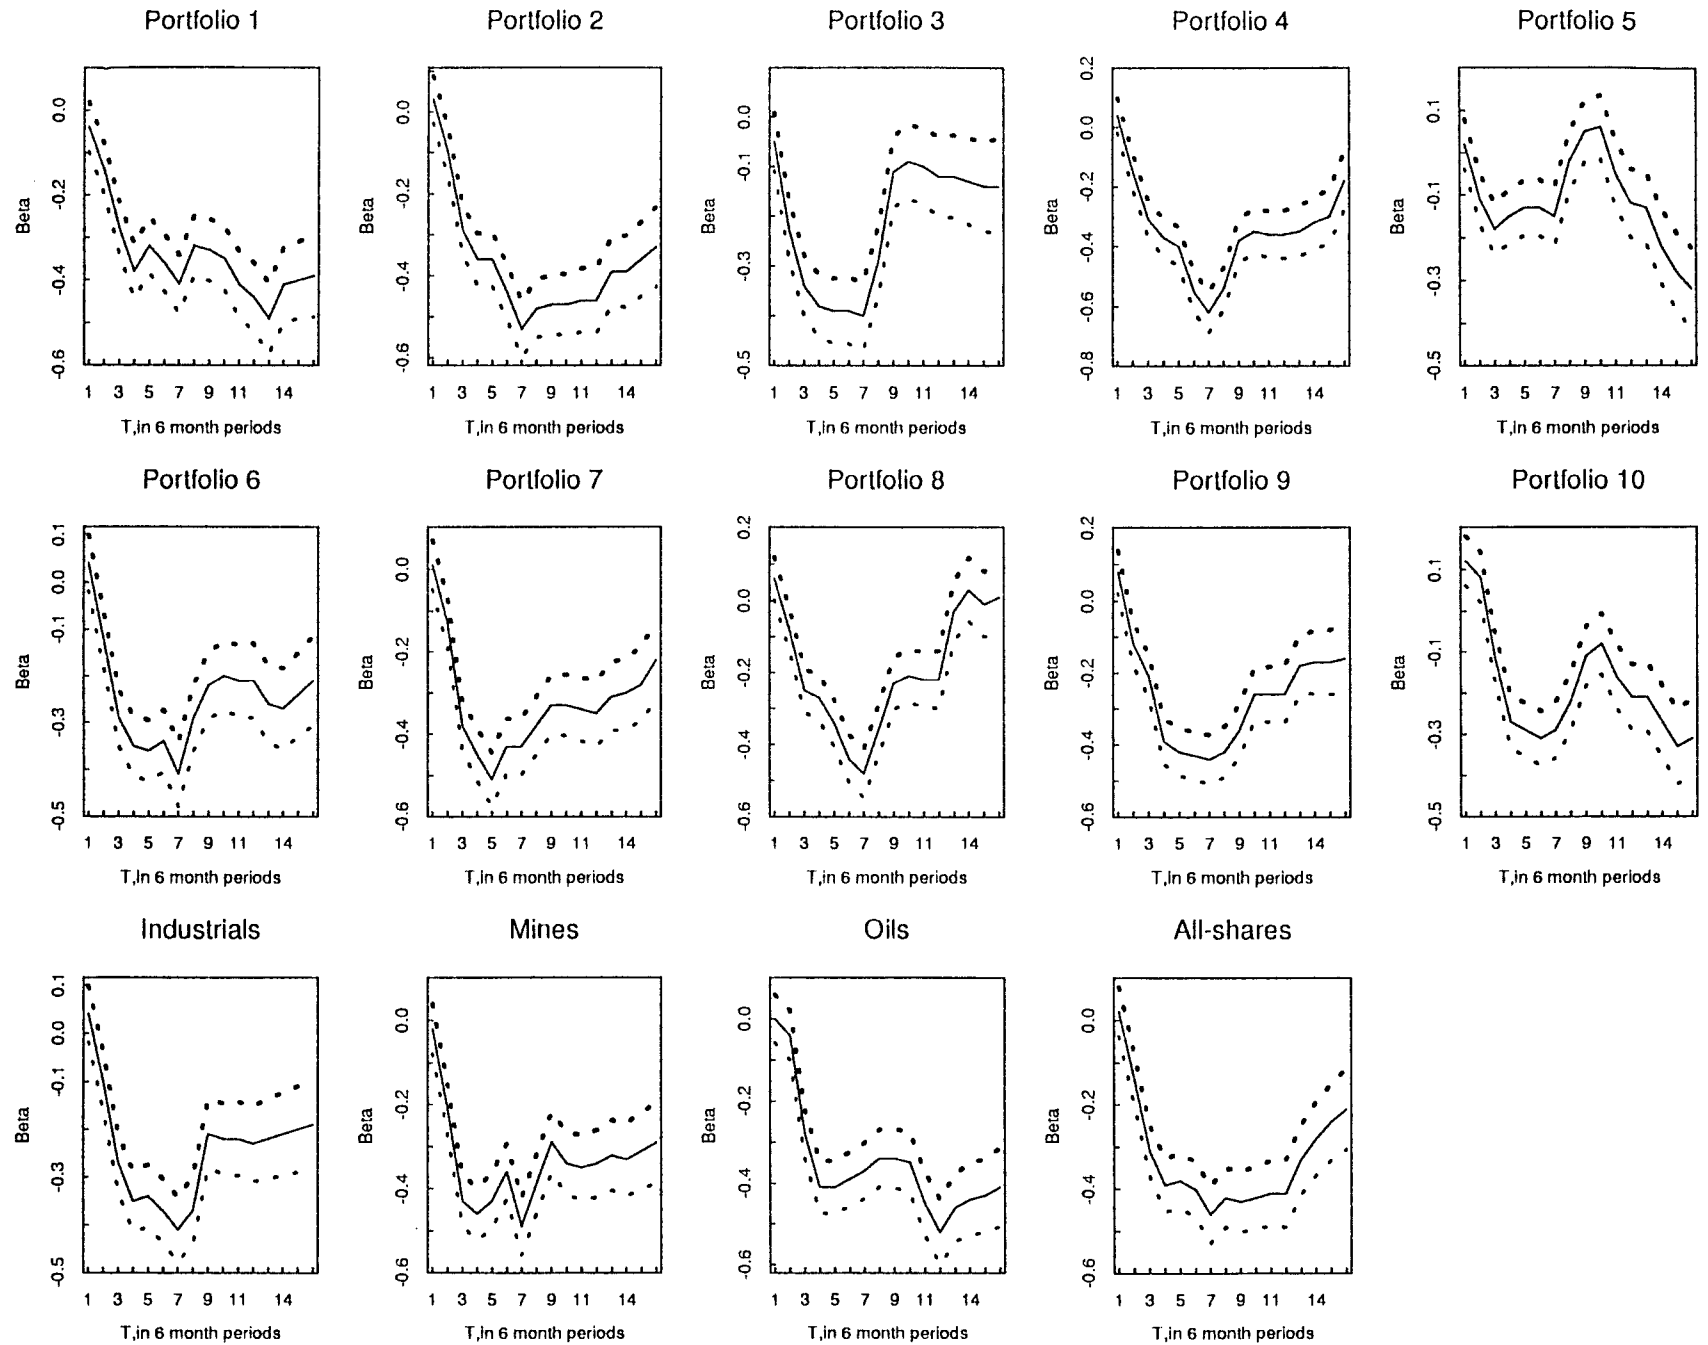 Portfolio 1 Portfolio 2 Portfolio 3 Portfolio 4 Portfolio 5
Beta 0.0 -0.2 -0.4 -0.6
Beta 0.0 -0.2 -0.4 -0.6
Beta 0.0 -0.1 -0.3 -0.5
Beta 0.2 0.0 -0.2 -0.4 -0.6 -0.8
Beta 0.1 -0.1 -0.3 -0.5
1 3 5 7 9 11 14 1 3 5 7 9 11 14 1 3 5 7 9 11 14 1 3 5 7 9 11 14 1 3 5 7 9 11 14
T,in 6 month periods T,in 6 month periods T,in 6 month periods T,in 6 month periods T,in 6 month periods
Portfolio 6 Portfolio 7 Portfolio 8 Portfolio 9 Portfolio 10
Beta 0.1 0.0 -0.1 -0.3 -0.5
Beta 0.0 -0.2 -0.4 -0.6
Beta 0.2 0.0 -0.2 -0.4 -0.6
Beta 0.2 0.0 -0.2 -0.4 -0.6
Beta 0.1 -0.1 -0.3 -0.5
1 3 5 7 9 11 14 1 3 5 7 9 11 14 1 3 5 7 9 11 14 1 3 5 7 9 11 14 1 3 5 7 9 11 14
T,in 6 month periods T,in 6 month periods T,in 6 month periods T,in 6 month periods T,in 6 month periods
Industrials Mines Oils All-shares
Beta 0.1 0.0 -0.1 -0.3 -0.5
Beta 0.0 -0.2 -0.4 -0.6
Beta 0.0 -0.2 -0.4 -0.6
Beta 0.0 -0.2 -0.4 -0.6
1 3 5 7 9 11 14 1 3 5 7 9 11 14 1 3 5 7 9 11 14 1 3 5 7 9 11 14
T,in 6 month periods T,in 6 month periods T,in 6 month periods T,in 6 month periods